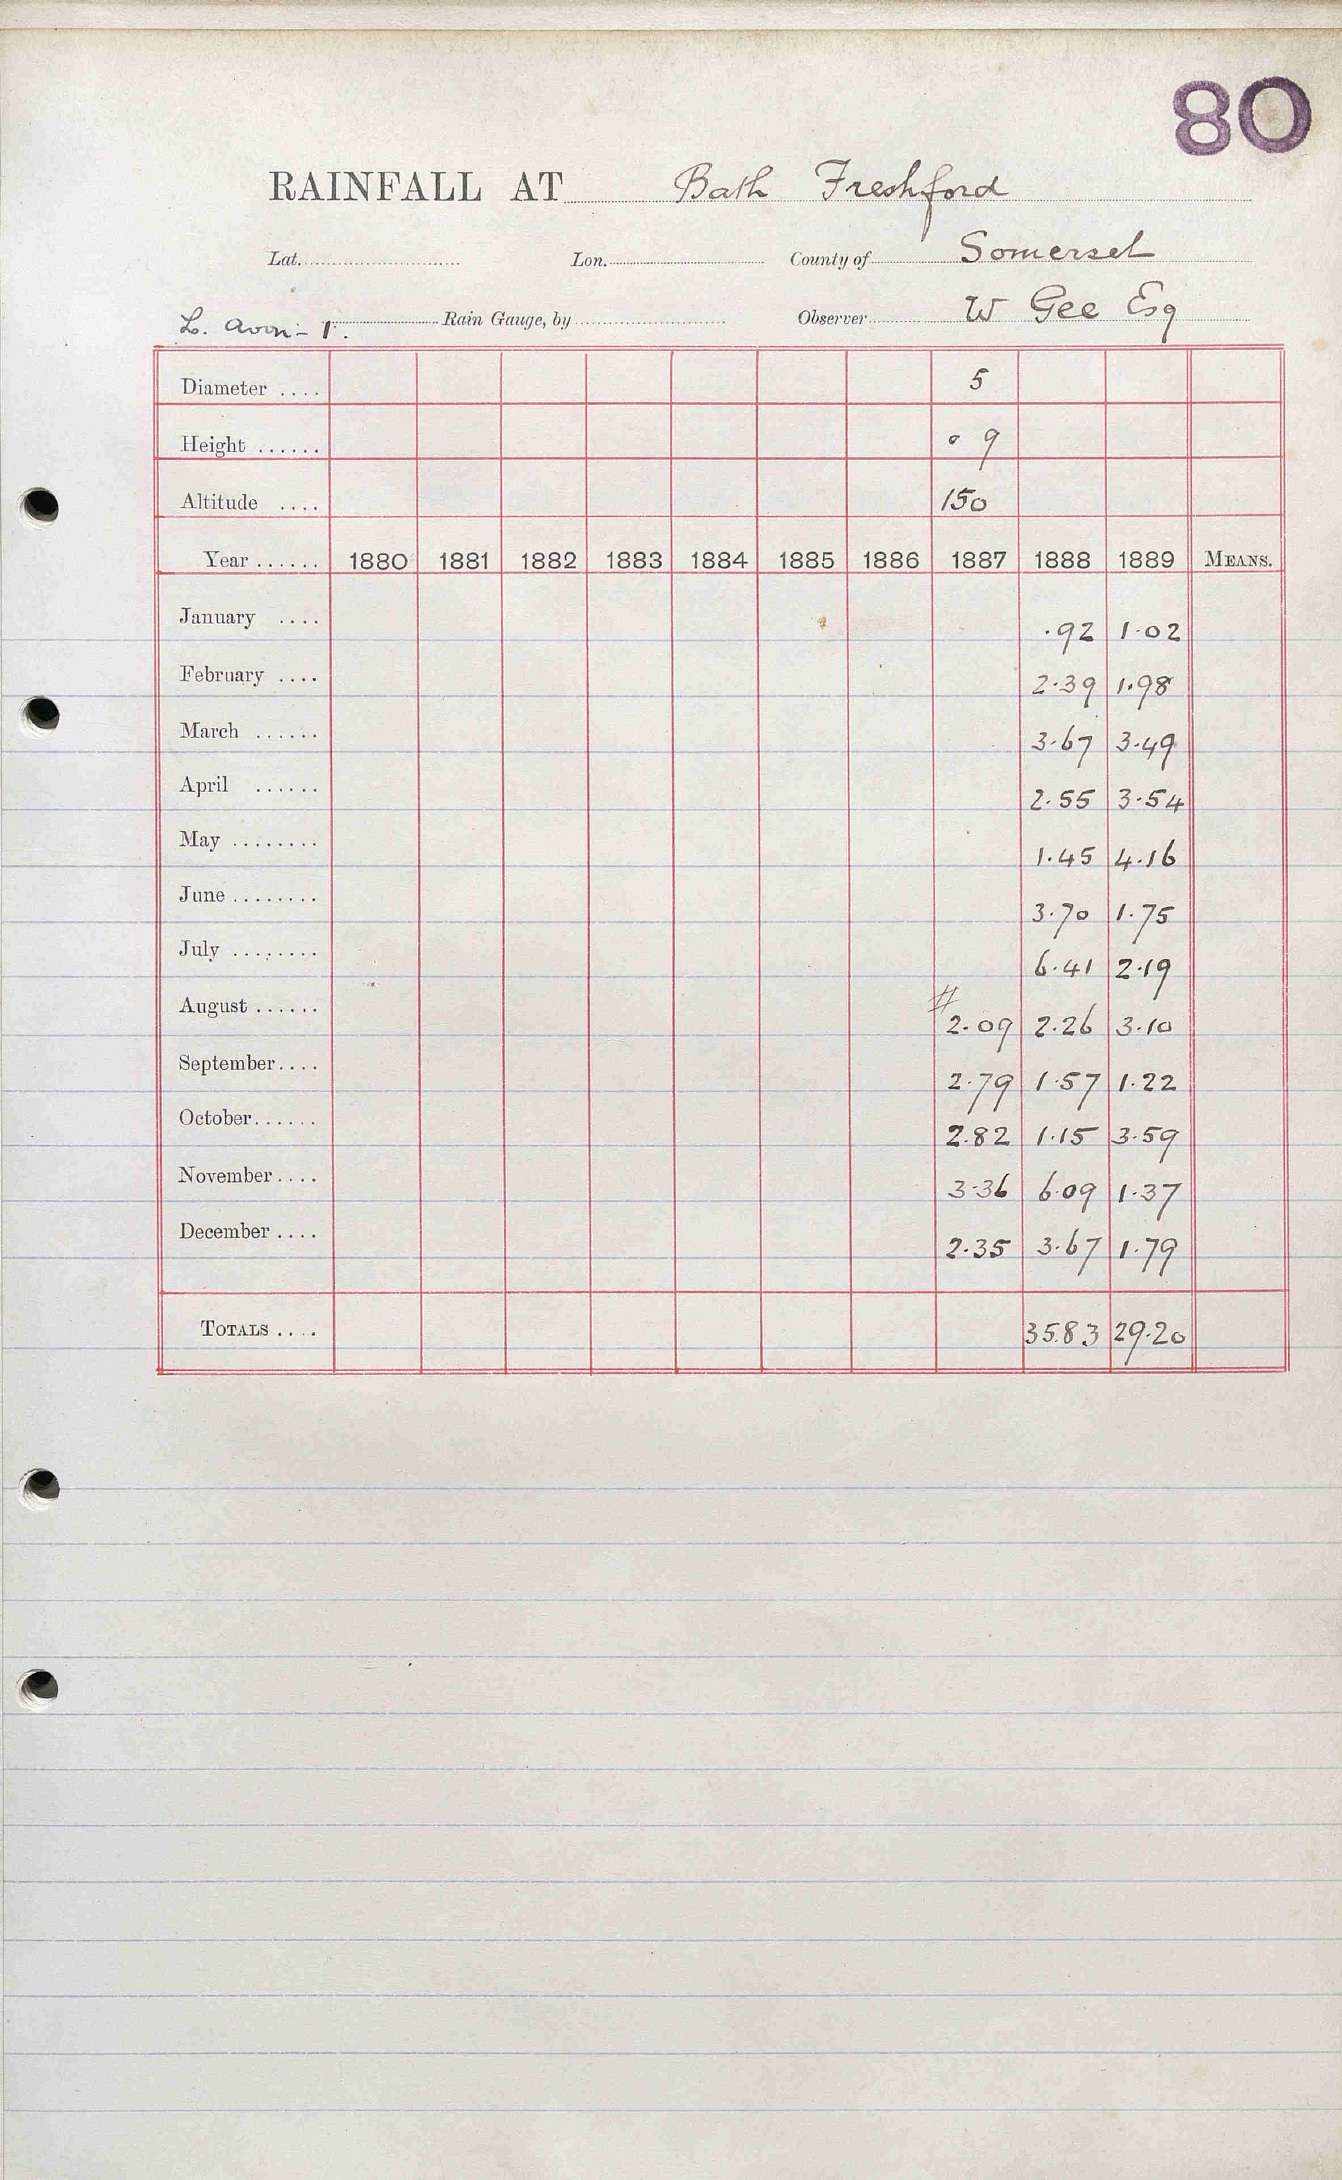 80
RAINFALL AT Bath Freshford
Lat. Lon. County of Somerset
L. Avon - 1. Rain Gauge, by Observer W Gee Esq
Diameter .... 5
Height ...... 0 9
Altitude .... 150
Year ...... 1880 1881 1882 1883 1884 1885 1886 1887 1888 1889 MEANS.
January .... .92 1.02
February .... 2.39 1.98
March ...... 3.67 3.49
April ...... 2.55 3.54
May ........ 1.45 4.16
June ........ 3.70 1.75
July ........ 6.41 2.19
August ...... # 2.09 2.26 3.10
September.... 2.79 1.57 1.22
October...... 2.82 1.15 3.59
November.... 3.36 6.09 1.37
December .... 2.35 3.67 1.79
TOTALS .... 35.83 29.20